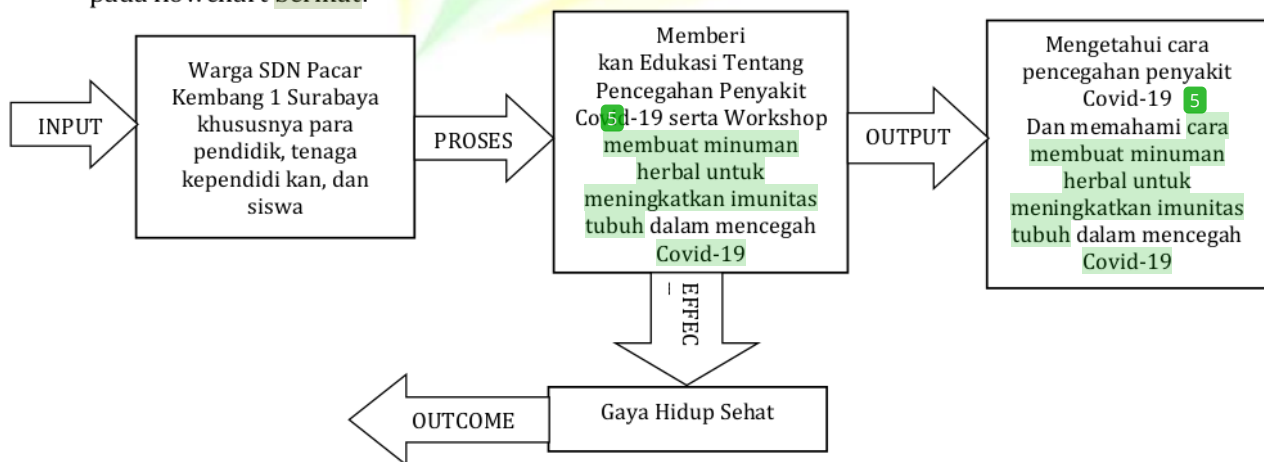 pada flowchart berikut:
INPUT
Warga SDN Pacar
Kembang 1 Surabaya
khususnya para
pendidik, tenaga
kependidi kan, dan
siswa
PROSES
Memberi
kan Edukasi Tentang
Pencegahan Penyakit
Covid-19 serta Workshop
5
membuat minuman
herbal untuk
meningkatkan imunitas
tubuh dalam mencegah
Covid-19
OUTPUT
Mengetahui cara
pencegahan penyakit
Covid-19 5
Dan memahami cara
membuat minuman
herbal untuk
meningkatkan imunitas
tubuh dalam mencegah
Covid-19
EFFEC
Gaya Hidup Sehat
OUTCOME